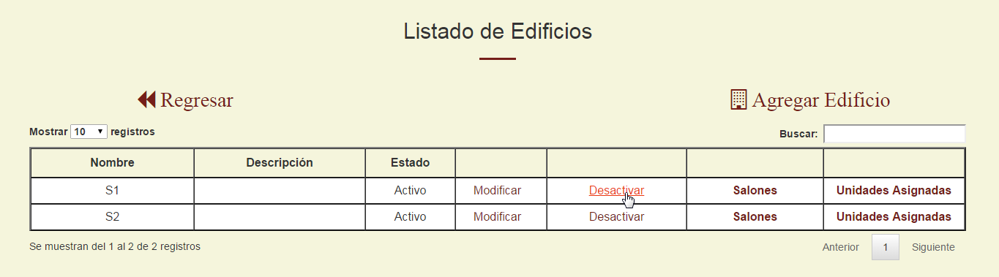 Listado de Edificios
Regresar Agregar Edificio
Mostrar 10 registros Buscar:
Nombre Descripción Estado
S1 Activo Modificar Desactivar Salones Unidades Asignadas
S2 Activo Modificar Desactivar Salones Unidades Asignadas
Se muestran del 1 al 2 de 2 registros Anterior 1 Siguiente